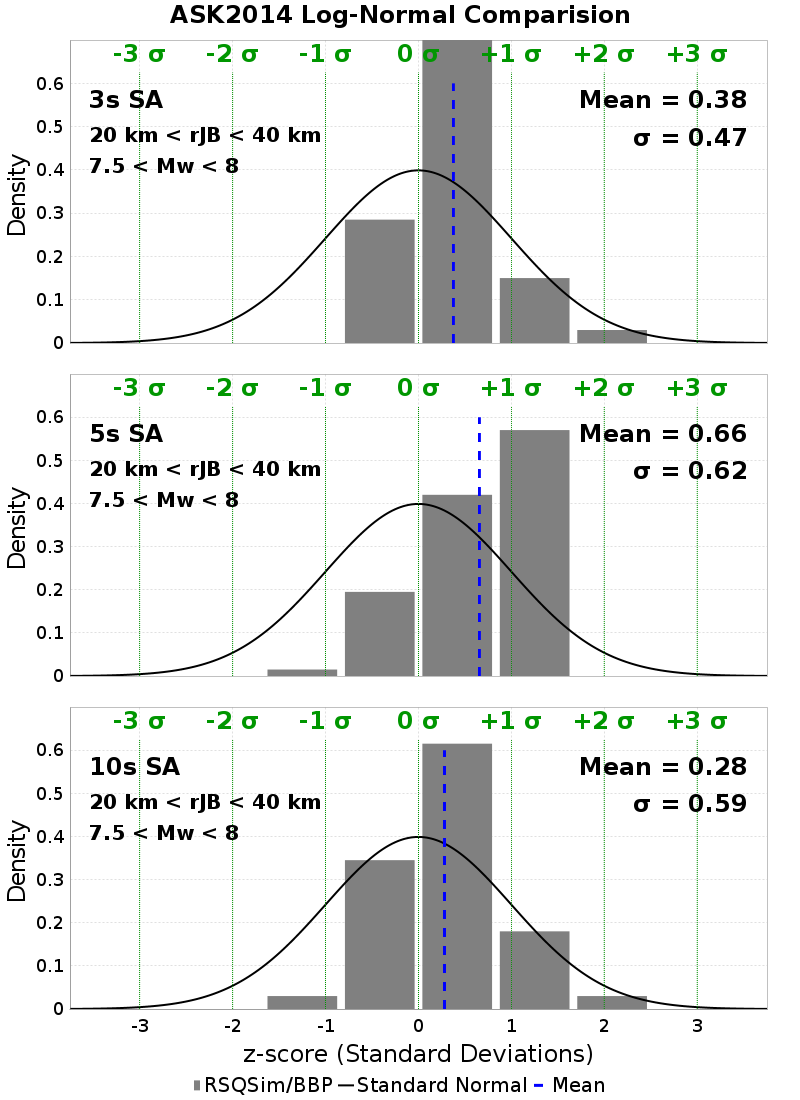 ASK2014 Log-Normal Comparision
-3 σ -2 σ -1 σ 0 σ +1 σ +2 σ +3 σ
3s SA
20 km < rJB < 40 km
7.5 < Mw < 8
Mean = 0.38
σ = 0.47
Density
0.6
0.5
0.4
0.3
0.2
0.1
0
-3 σ -2 σ -1 σ 0 σ +1 σ +2 σ +3 σ
5s SA
20 km < rJB < 40 km
7.5 < Mw < 8
Mean = 0.66
σ = 0.62
Density
0.6
0.5
0.4
0.3
0.2
0.1
0
-3 σ -2 σ -1 σ 0 σ +1 σ +2 σ +3 σ
10s SA
20 km < rJB < 40 km
7.5 < Mw < 8
Mean = 0.28
σ = 0.59
Density
0.6
0.5
0.4
0.3
0.2
0.1
0
-3 -2 -1 0 1 2 3
z-score (Standard Deviations)
RSQSim/BBP Standard Normal Mean